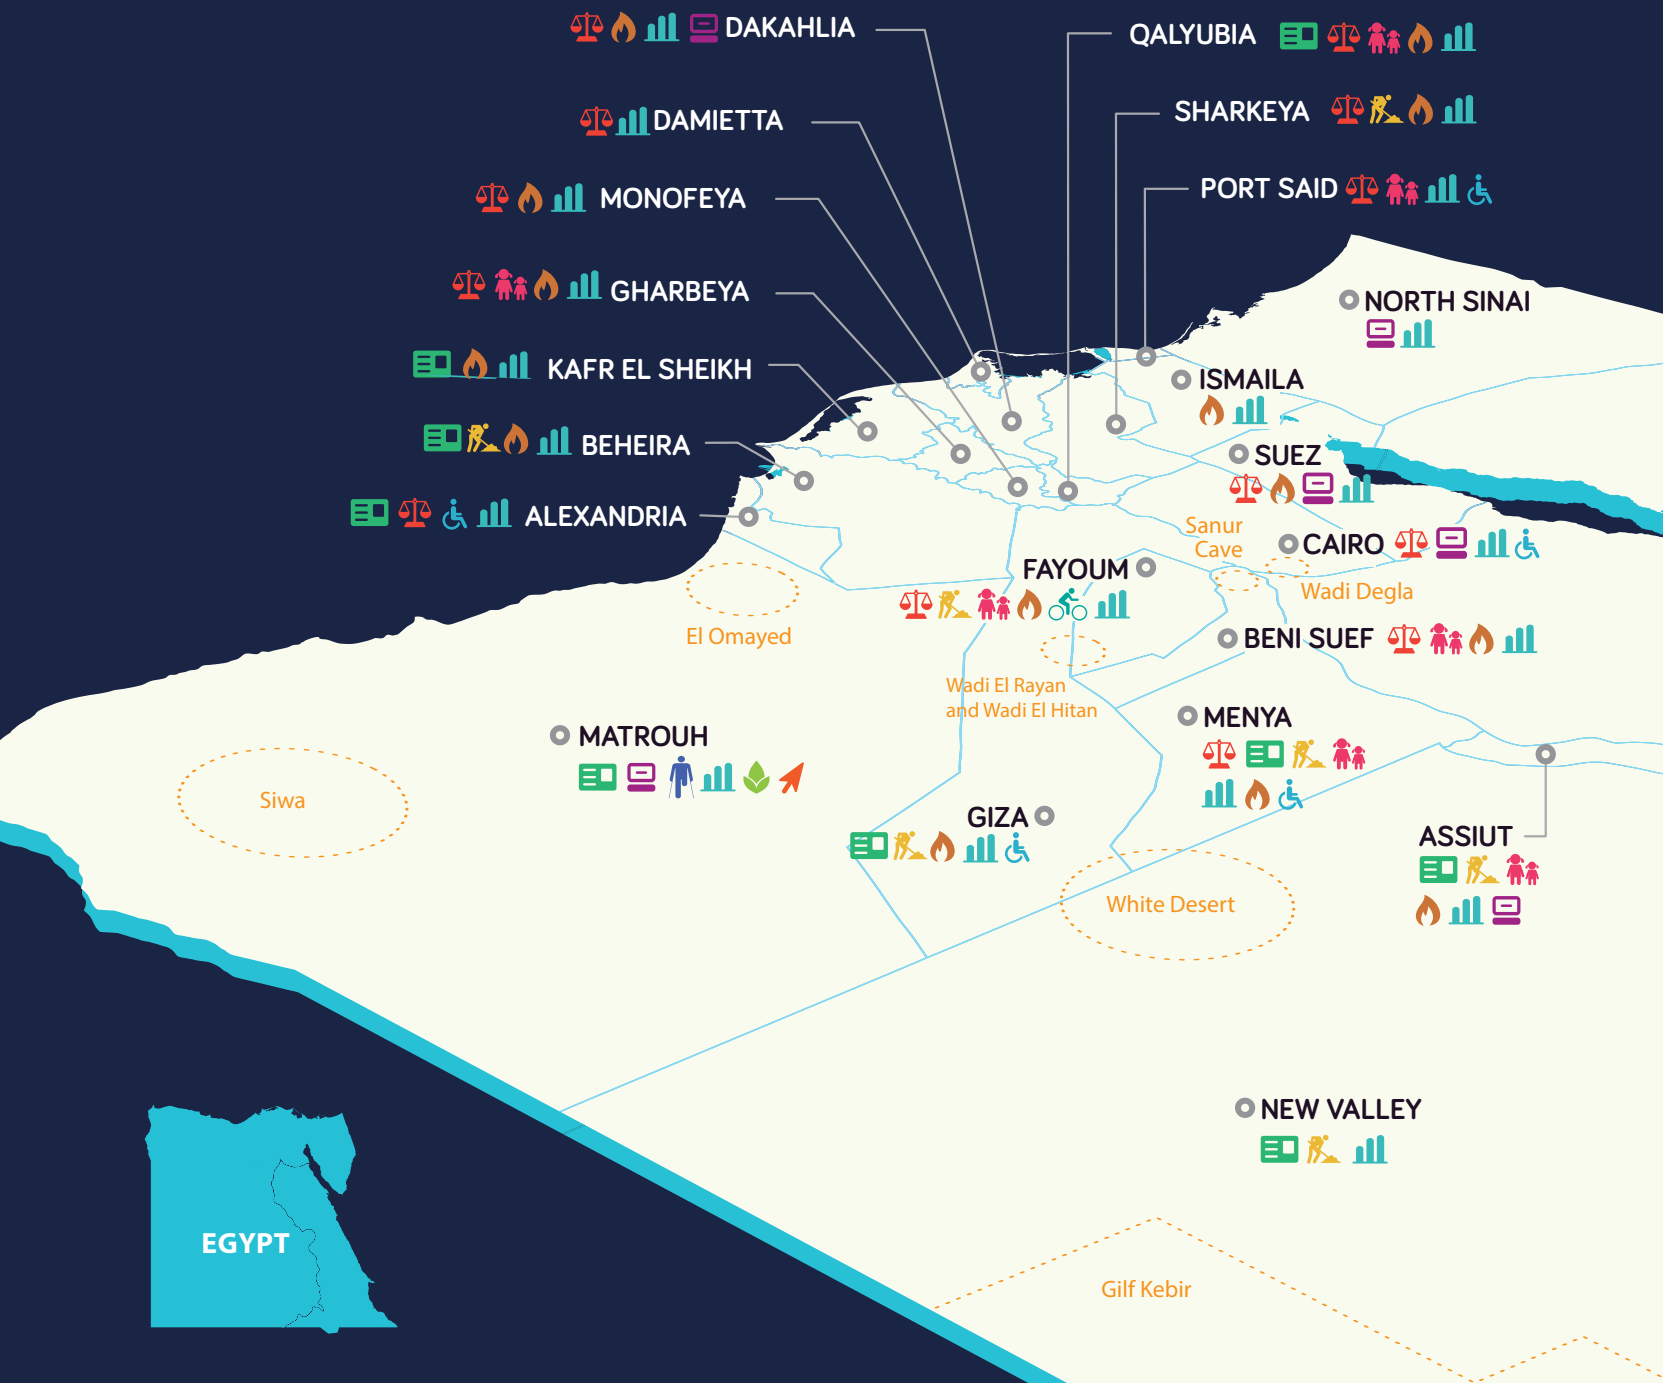 DAKAHLIA
QALYUBIA
DAMIETTA
SHARKEYA
MONOFEYA
PORT SAID
GHARBEYA
NORTH SINAI
KAFR EL SHEIKH
ISMAILA
BEHEIRA
SUEZ
ALEXANDRIA
Sanur
Cave
CAIRO
FAYOUM
Wadi Degla
El Omayed
BENI SUEF
Wadi El Rayan
and Wadi El Hitan
MENYA
MATROUH
Siwa
GIZA
ASSIUT
White Desert
NEW VALLEY
EGYPT
Gilf Kebir